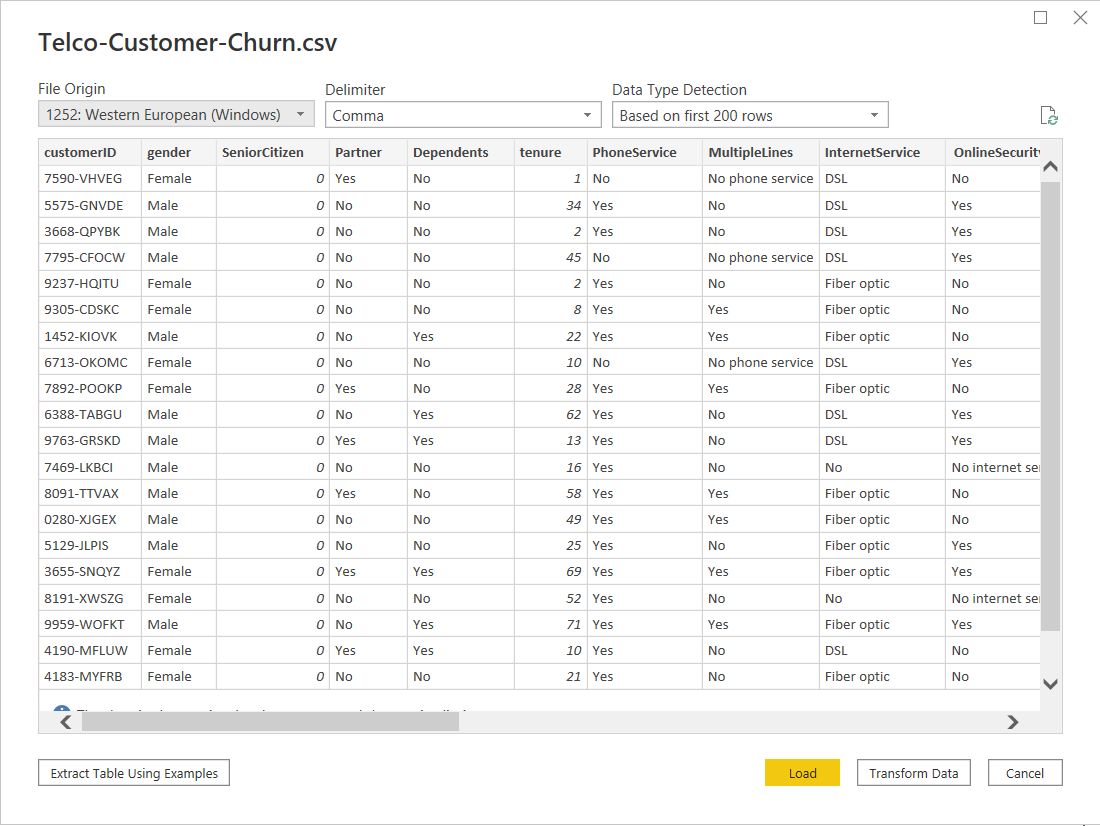 Telco-Customer-Churn.csv
File Origin Delimiter Data Type Detection
1252: Western European (Windows) Comma Based on first 200 rows
customerID gender SeniorCitizen Partner Dependents tenure PhoneService MultipleLines InternetService OnlineSecurity
7590-VHVEG Female 0 Yes No 1 No No phone service DSL No
5575-GNVDE Male 0 No No 34 Yes No DSL Yes
3668-QPYBK Male 0 No No 2 Yes No DSL Yes
7795-CFOCW Male 0 No No 45 No No phone service DSL Yes
9237-HQITU Female 0 No No 2 Yes No Fiber optic No
9305-CDSKC Female 0 No No 8 Yes Yes Fiber optic No
1452-KIOVK Male 0 No Yes 22 Yes Yes Fiber optic No
6713-OKOMC Female 0 No No 10 No No phone service DSL Yes
7892-POOKP Female 0 Yes No 28 Yes Yes Fiber optic No
6388-TABGU Male 0 No Yes 62 Yes No DSL Yes
9763-GRSKD Male 0 Yes Yes 13 Yes No DSL Yes
7469-LKBCI Male 0 No No 16 Yes No No No internet se
8091-TTVAX Male 0 Yes No 58 Yes Yes Fiber optic No
0280-XJGEX Male 0 No No 49 Yes Yes Fiber optic No
5129-JLPIS Male 0 No No 25 Yes No Fiber optic Yes
3655-SNQYZ Female 0 Yes Yes 69 Yes Yes Fiber optic Yes
8191-XWSZG Female 0 No No 52 Yes No No No internet se
9959-WOFKT Male 0 No Yes 71 Yes Yes Fiber optic Yes
4190-MFLUW Female 0 Yes Yes 10 Yes No DSL No
4183-MYFRB Female 0 No No 21 Yes No Fiber optic No
Extract Table Using Examples Load Transform Data Cancel